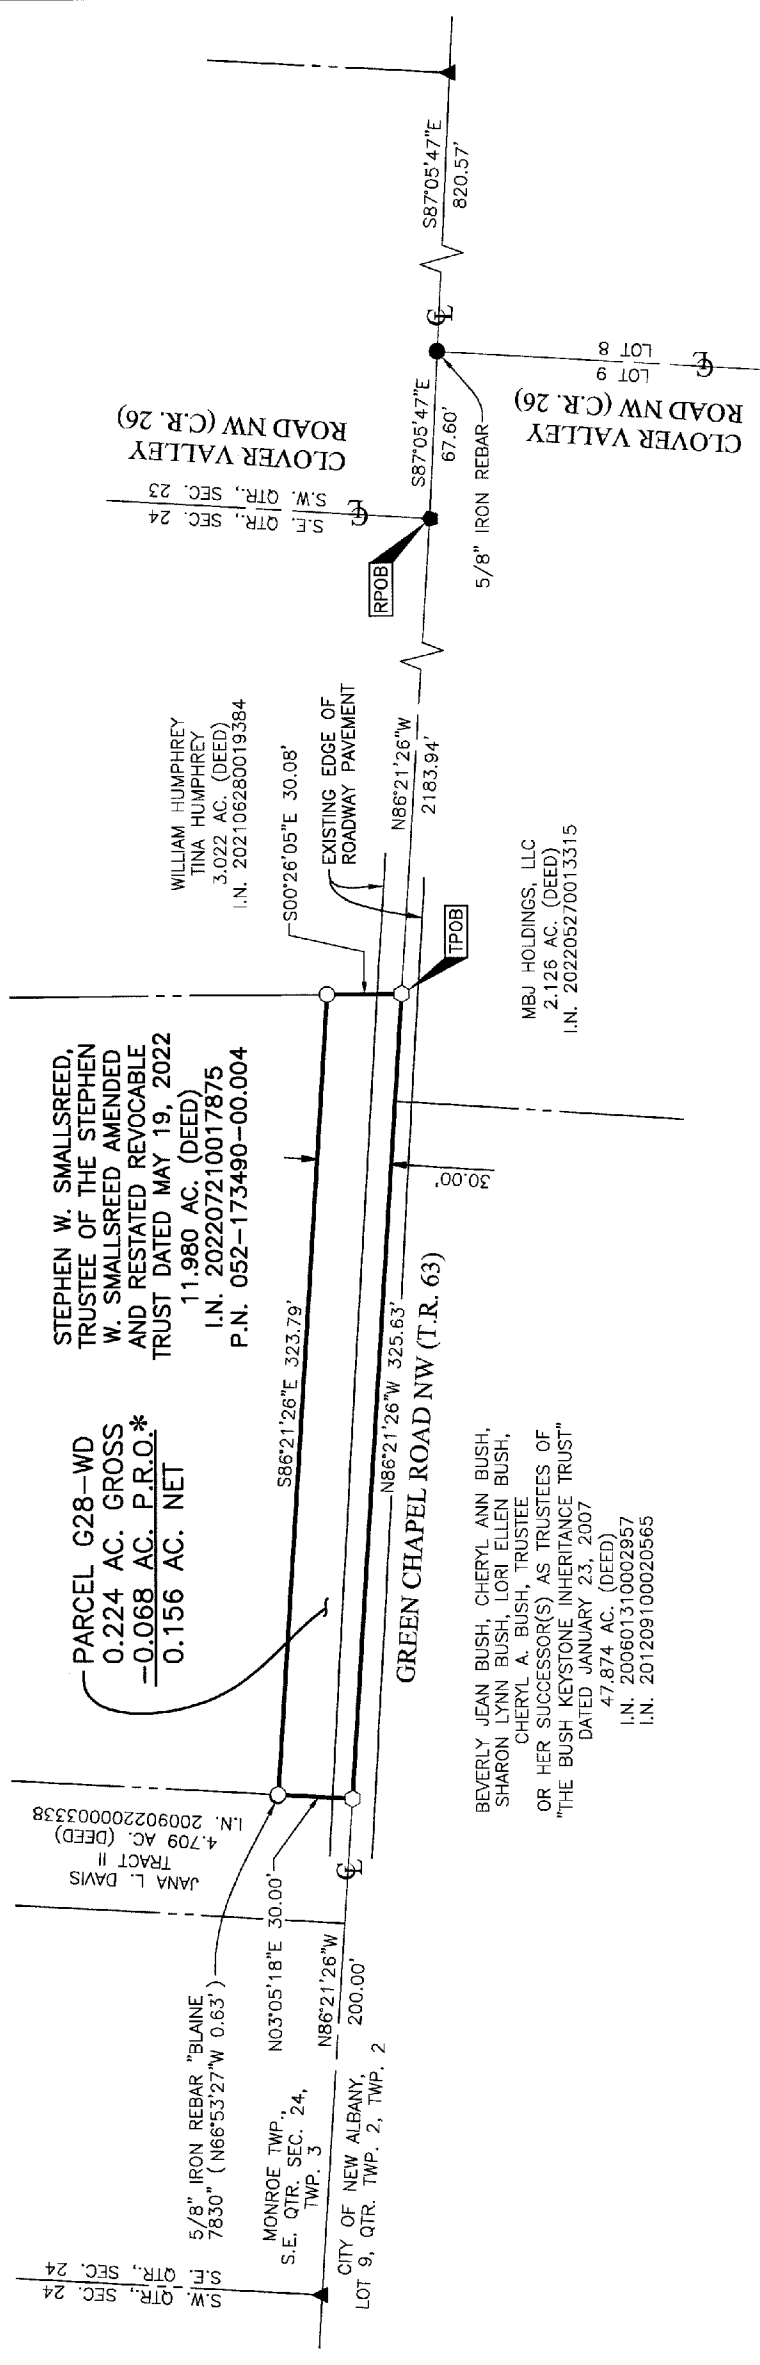 S87°05'47"E
820.57'
℄
LOT 8
LOT 9
℄
CLOVER VALLEY
ROAD NW (C.R. 26)
CLOVER VALLEY
ROAD NW (C.R. 26)
S87°05'47"E
67.60'
5/8" IRON REBAR
S.W. QTR., SEC. 23
S.E. QTR., SEC. 24
℄
RPOB
WILLIAM HUMPHREY
TINA HUMPHREY
3.022 AC. (DEED)
I.N. 202106280019384
S00°26'05"E 30.08'
EXISTING EDGE OF
ROADWAY PAVEMENT
N86°21'26"W
2183.94'
TPOB
MBJ HOLDINGS, LLC
2.126 AC. (DEED)
I.N. 202205270013315
STEPHEN W. SMALLSREED,
TRUSTEE OF THE STEPHEN
W. SMALLSREED AMENDED
AND RESTATED REVOCABLE
TRUST DATED MAY 19, 2022
11.980 AC. (DEED)
I.N. 202207210017875
P.N. 052-173490-00.004
30.00'
S86°21'26"E 323.79'
N86°21'26"W 325.63'
GREEN CHAPEL ROAD NW (T.R. 63)
PARCEL G28-WD
0.224 AC. GROSS
-0.068 AC. P.R.O.*
0.156 AC. NET
BEVERLY JEAN BUSH, CHERYL ANN BUSH,
SHARON LYNN BUSH, LORI ELLEN BUSH,
CHERYL A. BUSH, TRUSTEE
OR HER SUCCESSOR(S) AS TRUSTEES OF
"THE BUSH KEYSTONE INHERITANCE TRUST"
DATED JANUARY 23, 2007
47.874 AC. (DEED)
I.N. 200601310002957
I.N. 201209100020565
JANA L. DAVIS
TRACT II
4.709 AC. (DEED)
I.N. 200902200003338
℄
5/8" IRON REBAR "BLAINE
7830" (N66°53'27"W 0.63')
N03°05'18"E 30.00'
N86°21'26"W
200.00'
MONROE TWP.,
S.E. QTR. SEC. 24,
TWP. 3
CITY OF NEW ALBANY,
LOT 9, QTR. TWP. 2, TWP. 2
S.E. QTR., SEC. 24
S.W. QTR., SEC. 24